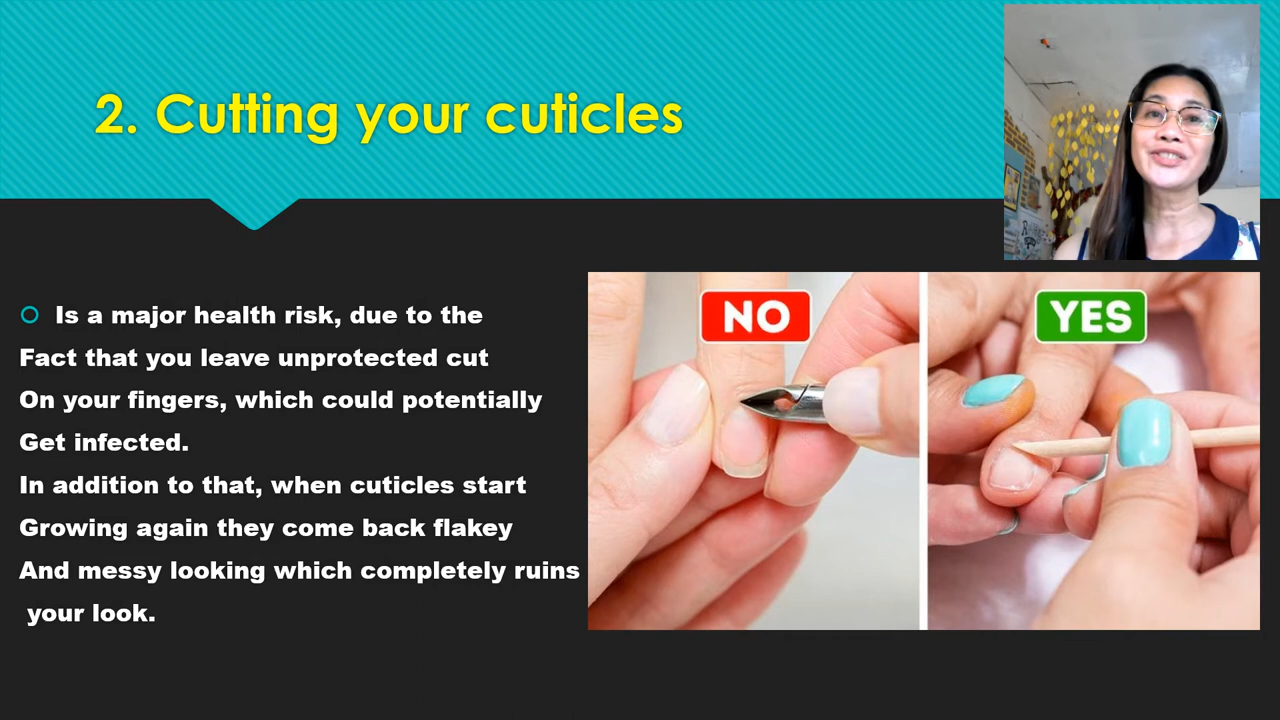 2. Cutting your cuticles
Is a major health risk, due to the
Fact that you leave unprotected cut
On your fingers, which could potentially
Get infected.
In addition to that, when cuticles start
Growing again they come back flakey
And messy looking which completely ruins
your look.
NO
YES